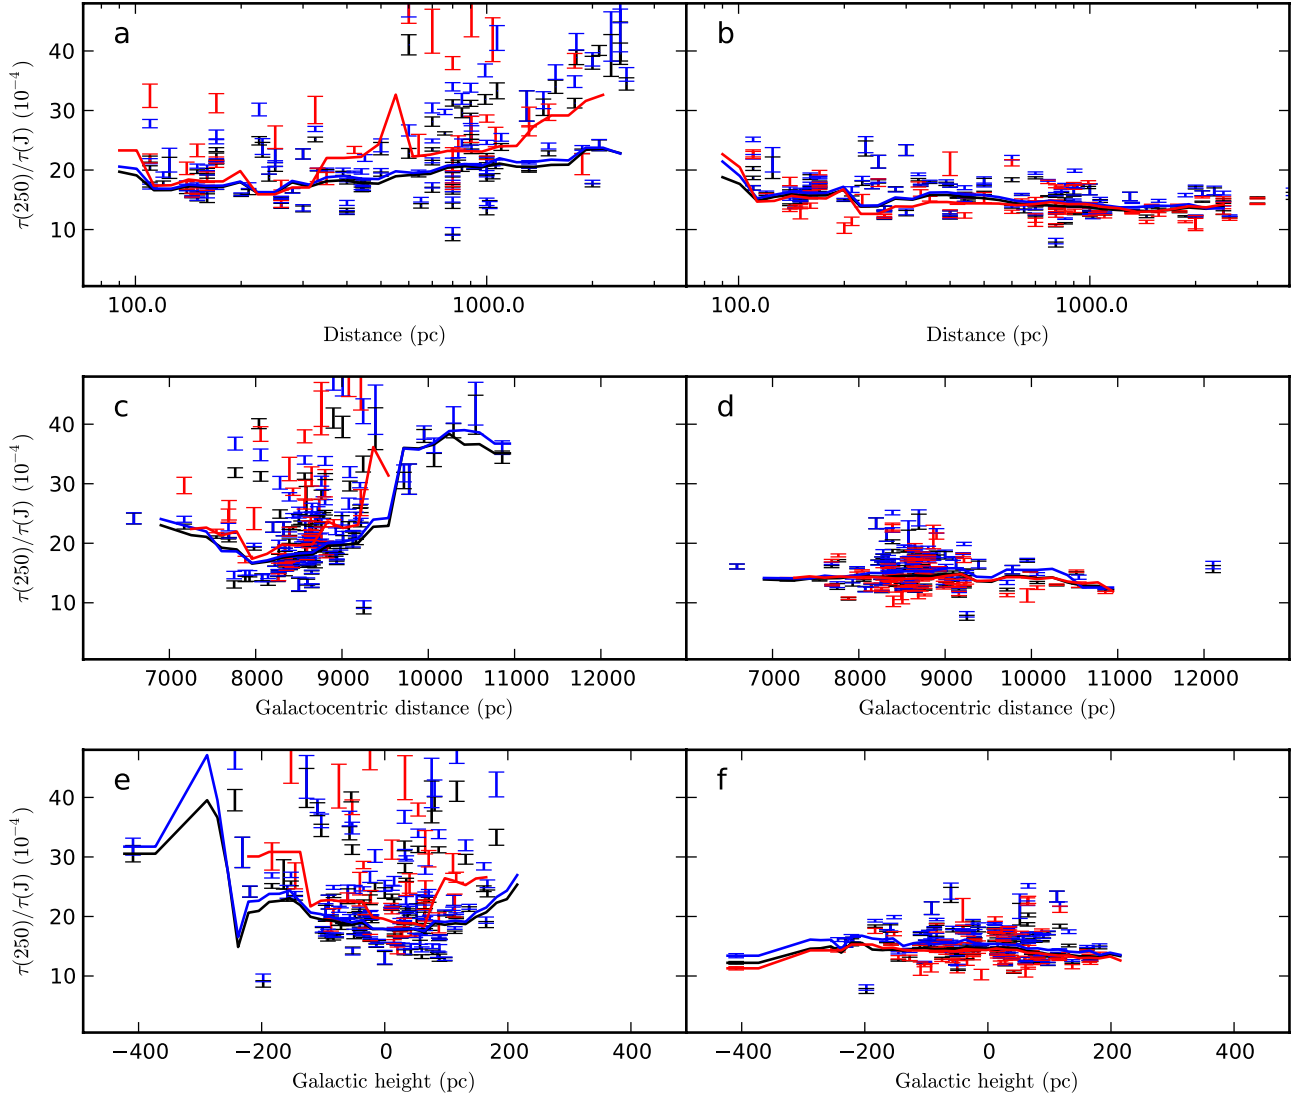 a
b
40
30
20
10
τ(250)/τ(J) (10⁻⁴)
100.0
1000.0
100.0
1000.0
Distance (pc)
Distance (pc)
c
d
40
30
20
10
τ(250)/τ(J) (10⁻⁴)
7000
8000
9000
10000
11000
12000
7000
8000
9000
10000
11000
12000
Galactocentric distance (pc)
Galactocentric distance (pc)
e
f
40
30
20
10
τ(250)/τ(J) (10⁻⁴)
−400
−200
0
200
400
−400
−200
0
200
400
Galactic height (pc)
Galactic height (pc)